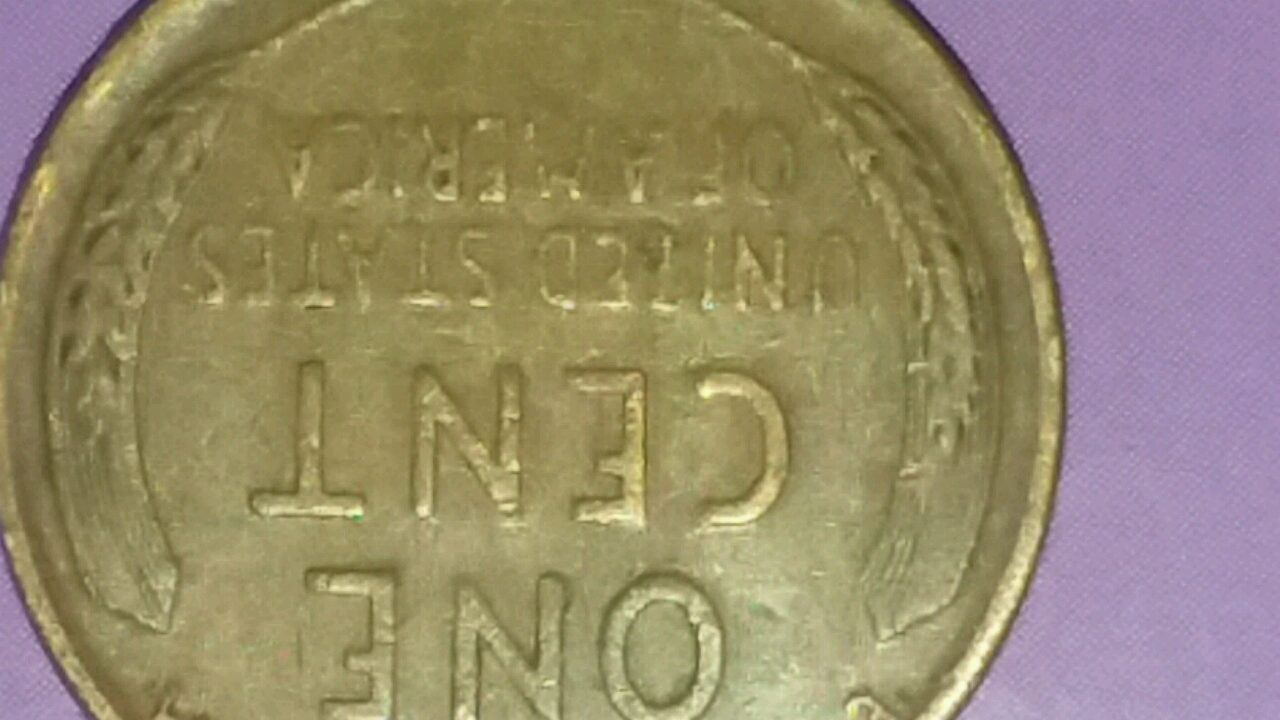 ONE
CENT
UNITED STATES
OF AMERICA